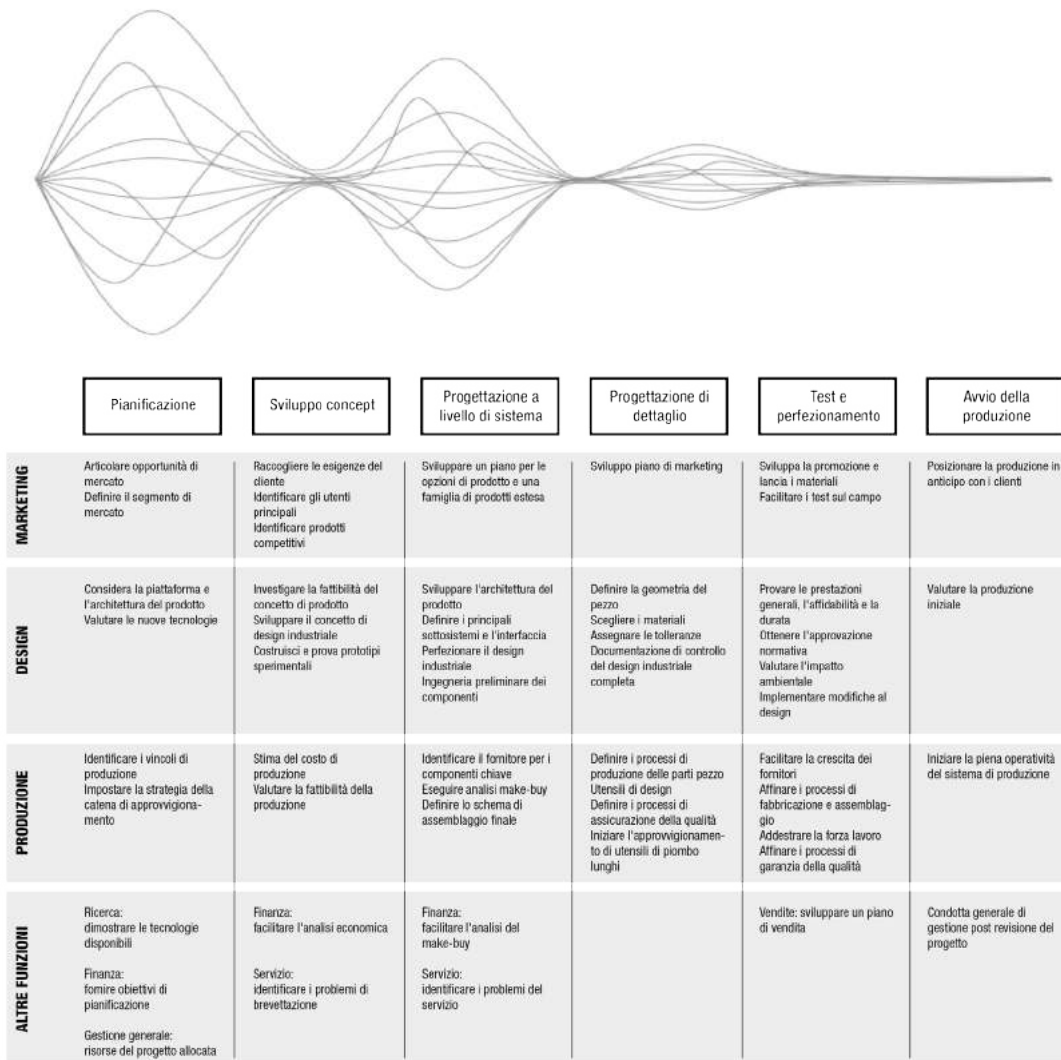 Pianificazione
Sviluppo concept
Progettazione a
livello di sistema
Progettazione di
dettaglio
Test e
perfezionamento
Avvio della
produzione
MARKETING
Articolare opportunità di
mercato
Definire il segmento di
mercato
Raccogliere le esigenze del
cliente
Identificare gli utenti
principali
Identificare prodotti
competitivi
Sviluppare un piano per le
opzioni di prodotto e una
famiglia di prodotti estesa
Sviluppo piano di marketing
Sviluppa la promozione e
lancia i materiali
Facilitare i test sul campo
Posizionare la produzione in
anticipo con i clienti
DESIGN
Considera la piattaforma e
l'architettura del prodotto
Valutare le nuove tecnologie
Investigare la fattibilità del
concetto di prodotto
Sviluppare il concetto di
design industriale
Costruisci e prova prototipi
sperimentali
Sviluppare l'architettura del
prodotto
Definire i principali
sottosistemi e l'interfaccia
Perfezionare il design
industriale
Ingegneria preliminare dei
componenti
Definire la geometria del
pezzo
Scegliere i materiali
Assegnare le tolleranze
Documentazione di controllo
del design industriale
completa
Provare le prestazioni
generali, l'affidabilità e la
durata
Ottenere l'approvazione
normativa
Valutare l'impatto
ambientale
Implementare modifiche al
design
Valutare la produzione
iniziale
PRODUZIONE
Identificare i vincoli di
produzione
Impostare la strategia della
catena di approvvigiona-
mento
Stima del costo di
produzione
Valutare la fattibilità della
produzione
Identificare il fornitore per i
componenti chiave
Eseguire analisi make-buy
Definire lo schema di
assemblaggio finale
Definire i processi di
produzione delle parti pezzo
Utensili di design
Definire i processi di
assicurazione della qualità
Iniziare l'approvvigionamen-
to di utensili di piombo
lunghi
Facilitare la crescita dei
fornitori
Affinare i processi di
fabbricazione e assemblag-
gio
Addestrare la forza lavoro
Affinare i processi di
garanzia della qualità
Iniziare la piena operatività
del sistema di produzione
ALTRE FUNZIONI
Ricerca:
dimostrare le tecnologie
disponibili
Finanza:
fornire obiettivi di
pianificazione
Gestione generale:
risorse del progetto allocata
Finanza:
facilitare l'analisi economica
Servizio:
identificare i problemi di
brevettazione
Finanza:
facilitare l'analisi del
make-buy
Servizio:
identificare i problemi del
servizio
Vendite: sviluppare un piano
di vendita
Condotta generale di
gestione post revisione del
progetto